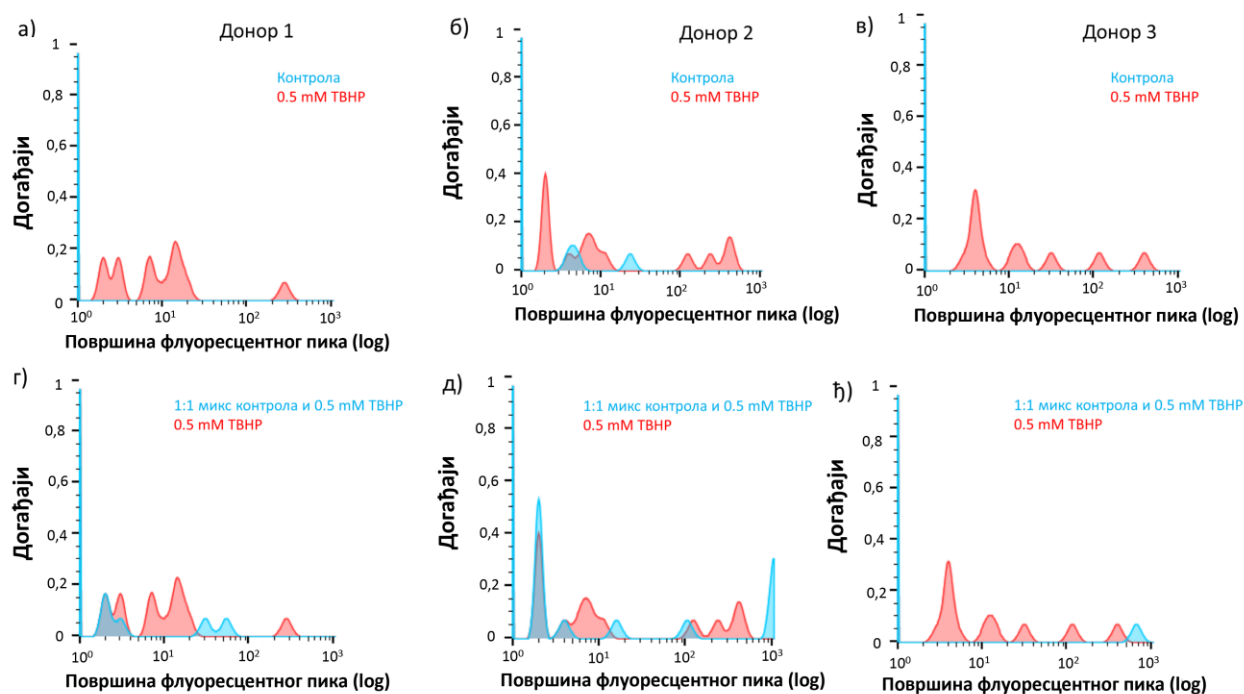 а)
Донор 1
Контрола
0.5 mM TBHP
Догађаји
1
0,8
0,6
0,4
0,2
0
10⁰
10¹
10²
10³
Површина флуоресцентног пика (log)
б)
Донор 2
Контрола
0.5 mM TBHP
Догађаји
1
0,8
0,6
0,4
0,2
0
10⁰
10¹
10²
10³
Површина флуоресцентног пика (log)
в)
Донор 3
Контрола
0.5 mM TBHP
Догађаји
1
0,8
0,6
0,4
0,2
0
10⁰
10¹
10²
10³
Површина флуоресцентног пика (log)
г)
1:1 микс контрола и 0.5 mM TBHP
0.5 mM TBHP
Догађаји
1
0,8
0,6
0,4
0,2
0
10⁰
10¹
10²
10³
Површина флуоресцентног пика (log)
д)
1:1 микс контрола и 0.5 mM TBHP
0.5 mM TBHP
Догађаји
1
0,8
0,6
0,4
0,2
0
10⁰
10¹
10²
10³
Површина флуоресцентног пика (log)
ђ)
1:1 микс контрола и 0.5 mM TBHP
0.5 mM TBHP
Догађаји
1
0,8
0,6
0,4
0,2
0
10⁰
10¹
10²
10³
Површина флуоресцентног пика (log)